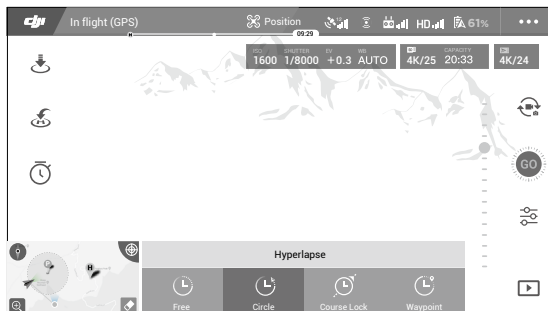 dji In flight (GPS) Position HD 61%
H 09:29
ISO SHUTTER EV WB CAPACITY
1600 1/8000 +0.3 AUTO 4K/25 20:33 4K/24
GO
H
Hyperlapse
Free Circle Course Lock Waypoint